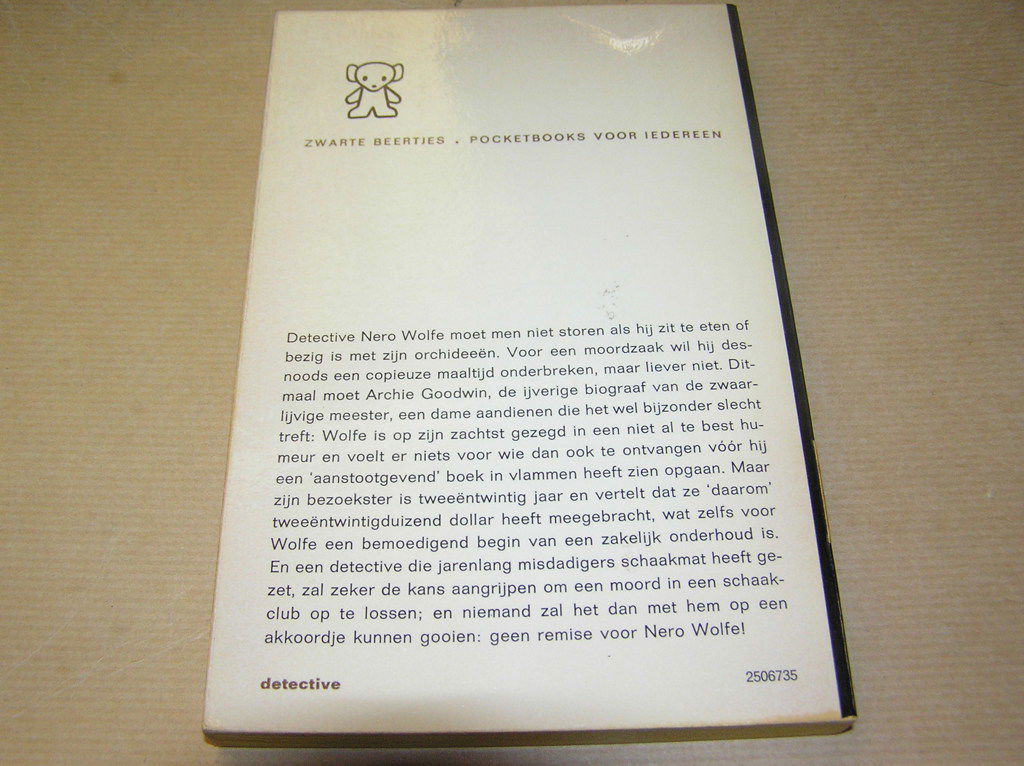 ZWARTE BEERTJES . POCKETBOOKS VOOR IEDEREEN
Detective Nero Wolfe moet men niet storen als hij zit te eten of
bezig is met zijn orchideeën. Voor een moordzaak wil hij des-
noods een copieuze maaltijd onderbreken, maar liever niet. Dit-
maal moet Archie Goodwin, de ijverige biograaf van de zwaar-
lijvige meester, een dame aandienen die het wel bijzonder slecht
treft: Wolfe is op zijn zachtst gezegd in een niet al te best hu-
meur en voelt er niets voor wie dan ook te ontvangen vóór hij
een 'aanstootgevend' boek in vlammen heeft zien opgaan. Maar
zijn bezoekster is tweeëntwintig jaar en vertelt dat ze 'daarom'
tweeëntwintigduizend dollar heeft meegebracht, wat zelfs voor
Wolfe een bemoedigend begin van een zakelijk onderhoud is.
En een detective die jarenlang misdadigers schaakmat heeft ge-
zet, zal zeker de kans aangrijpen om een moord in een schaak-
club op te lossen; en niemand zal het dan met hem op een
akkoordje kunnen gooien: geen remise voor Nero Wolfe!
detective
2506735